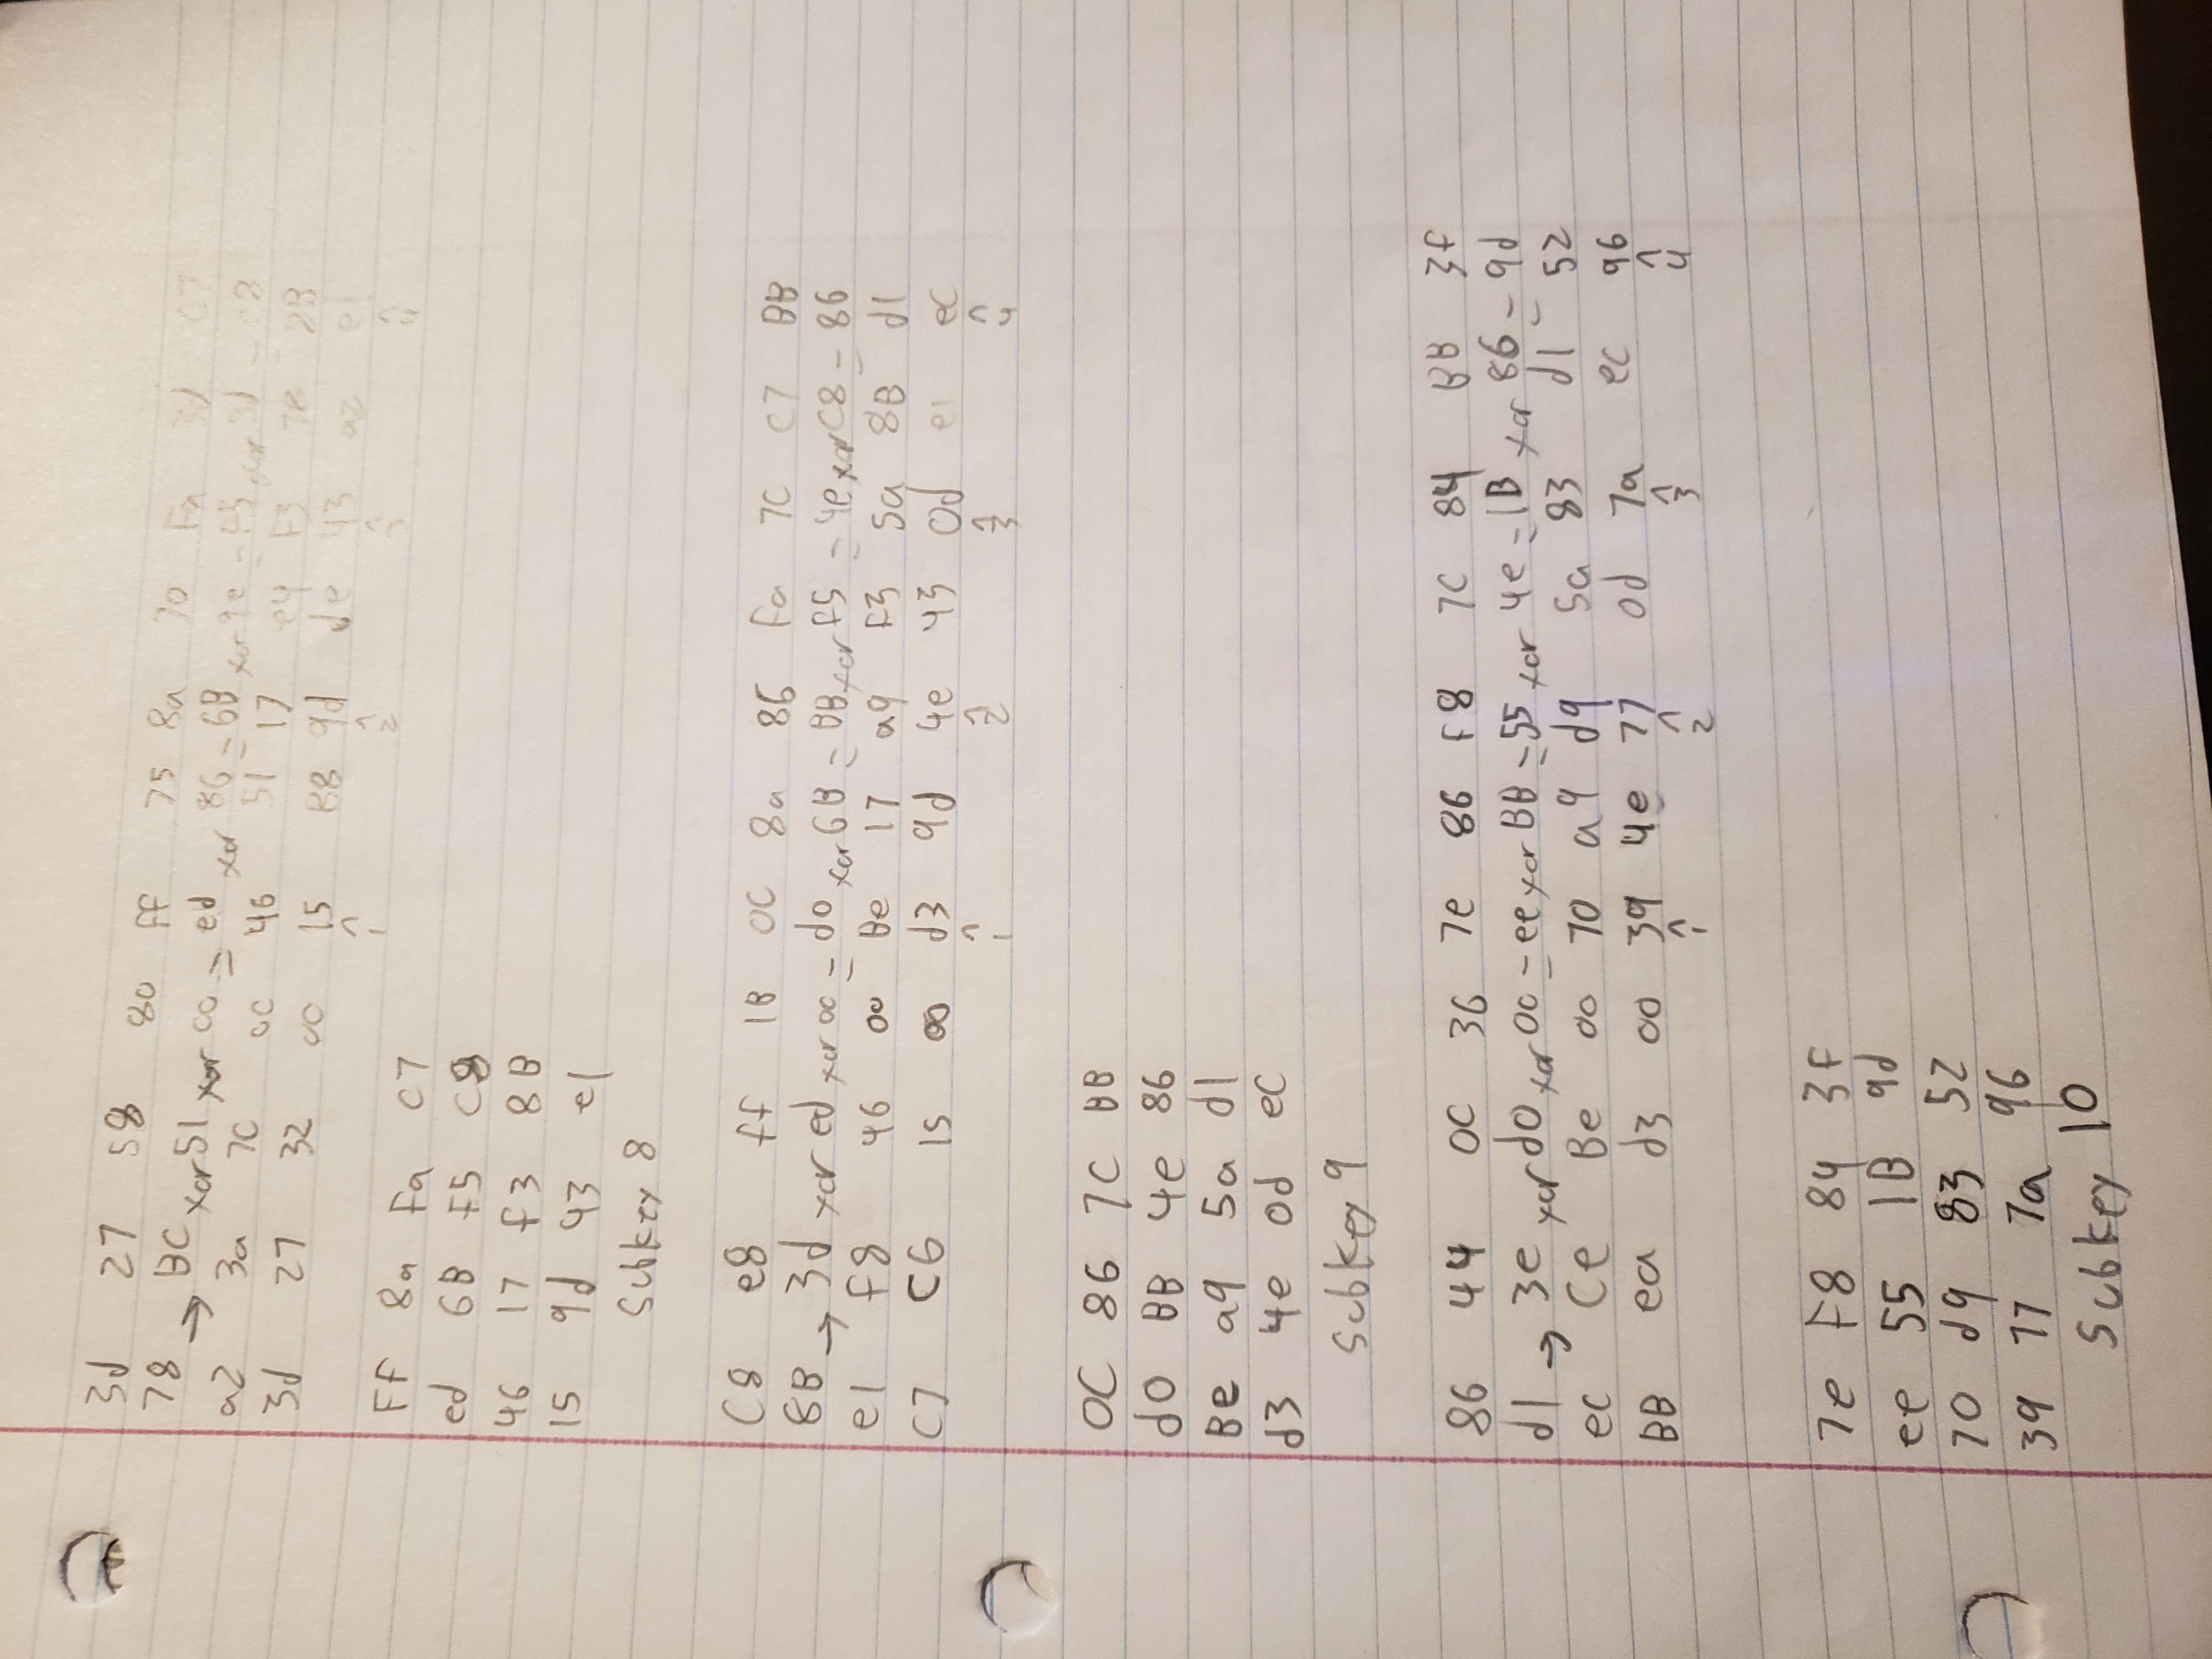 3d 27 58 80 ff 75 8a 70 Fa 3d C7
78 → BC xor 51 xor 00 = ed xor 86 = 6B xor 9e = F5 xor 3d = C8
a2 3a 7C 00 46 51 17 e4 F3 78 8B
3d 27 32 00 15 88 9d de 43 a2 e1
^ ^ ^ ^
1 2 3 4
FF 8a Fa C7
ed 6B F5 C8
46 17 f3 8B
15 9d 43 e1
Subkey 8
C8 e8 ff 1B 0C 8a 86 Fa 7C C7 BB
8B → 3d xor ed xor 00 = d0 xor 6B = BB xor F5 = 4e xor C8 = 86
e1 F8 46 00 Be 17 a9 F3 5a 8B d1
C7 C6 15 00 d3 9d 4e 43 0d e1 eC
^ ^ ^ ^
1 2 3 4
0C 86 7C BB
d0 BB 4e 86
Be a9 5a d1
d3 4e 0d eC
Subkey 9
86 44 0C 36 7e 86 F8 7C 84 BB 3f
d1 → 3e xor d0 xor 00 = ee xor BB = 55 xor 4e = 1B xor 86 = 9d
eC Ce Be 00 70 a9 d9 5a 83 d1 52
BB ea d3 00 39 4e 77 0d 7a eC 96
^ ^ ^ ^
1 2 3 4
7e F8 84 3F
ee 55 1B 9d
70 d9 83 52
39 77 7a 96
Subkey 10